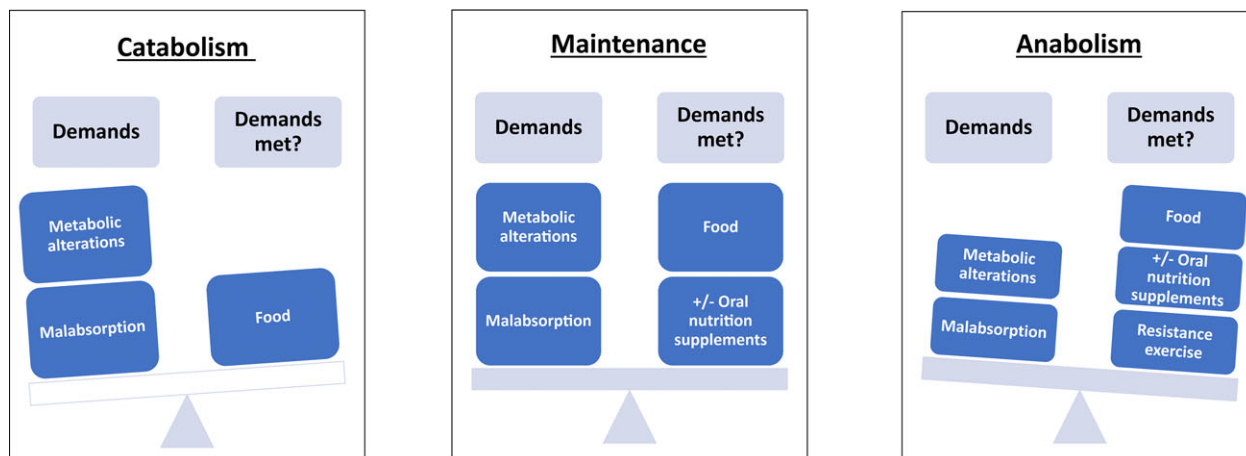 Catabolism
Demands
Demands
met?
Metabolic
alterations
Malabsorption
Food
Maintenance
Demands
Demands
met?
Metabolic
alterations
Food
Malabsorption
+/- Oral
nutrition
supplements
Anabolism
Demands
Demands
met?
Food
Metabolic
alterations
+/- Oral
nutrition
supplements
Malabsorption
Resistance
exercise